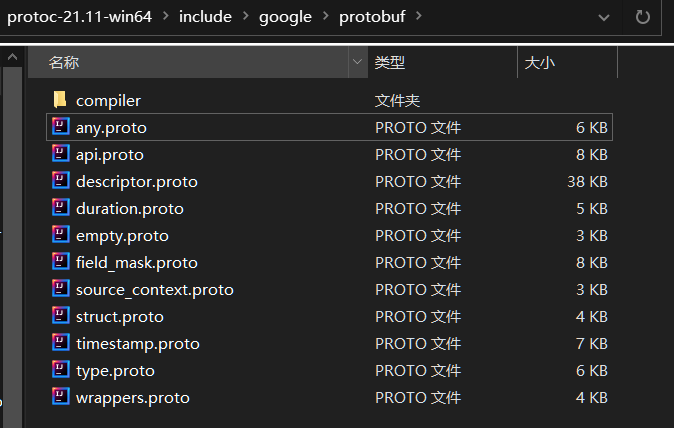 protoc-21.11-win64 > include > google > protobuf >
名称 类型 大小
compiler 文件夹
any.proto PROTO 文件 6 KB
api.proto PROTO 文件 8 KB
descriptor.proto PROTO 文件 38 KB
duration.proto PROTO 文件 5 KB
empty.proto PROTO 文件 3 KB
field_mask.proto PROTO 文件 8 KB
source_context.proto PROTO 文件 3 KB
struct.proto PROTO 文件 4 KB
timestamp.proto PROTO 文件 7 KB
type.proto PROTO 文件 6 KB
wrappers.proto PROTO 文件 4 KB